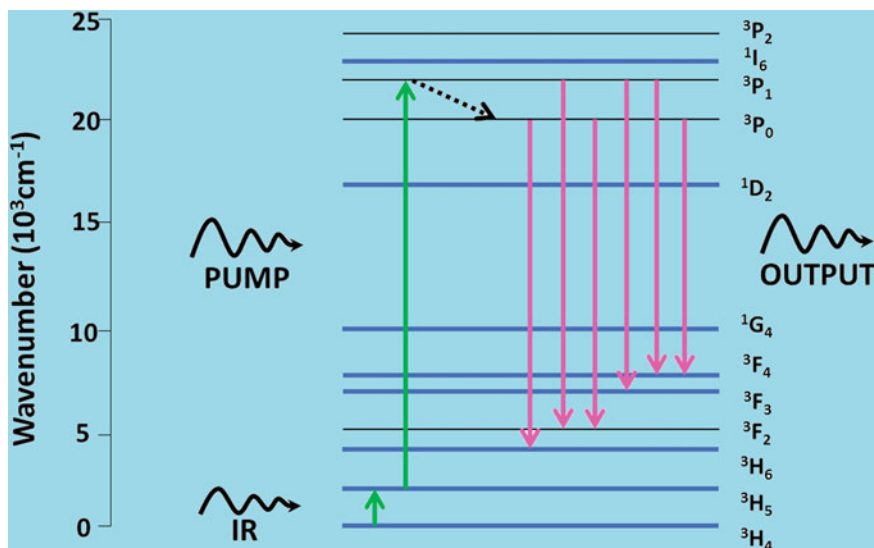 Wavenumber (10³cm⁻¹)
25
20
15
10
5
0
PUMP
IR
OUTPUT
³P₂
¹I₆
³P₁
³P₀
¹D₂
¹G₄
³F₄
³F₃
³F₂
³H₆
³H₅
³H₄